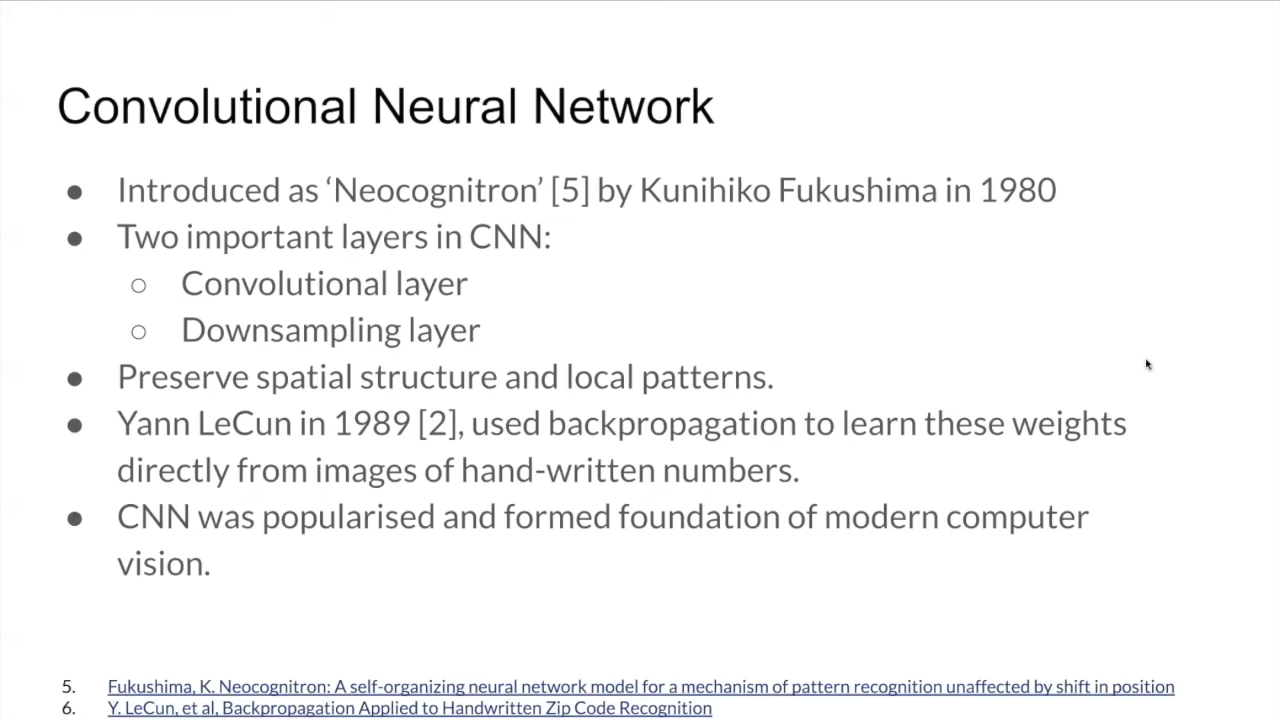 Convolutional Neural Network
● Introduced as ‘Neocognitron’ [5] by Kunihiko Fukushima in 1980
● Two important layers in CNN:
○ Convolutional layer
○ Downsampling layer
● Preserve spatial structure and local patterns.
● Yann LeCun in 1989 [2], used backpropagation to learn these weights
directly from images of hand-written numbers.
● CNN was popularised and formed foundation of modern computer
vision.
5. Fukushima, K. Neocognitron: A self-organizing neural network model for a mechanism of pattern recognition unaffected by shift in position
6. Y. LeCun, et al, Backpropagation Applied to Handwritten Zip Code Recognition